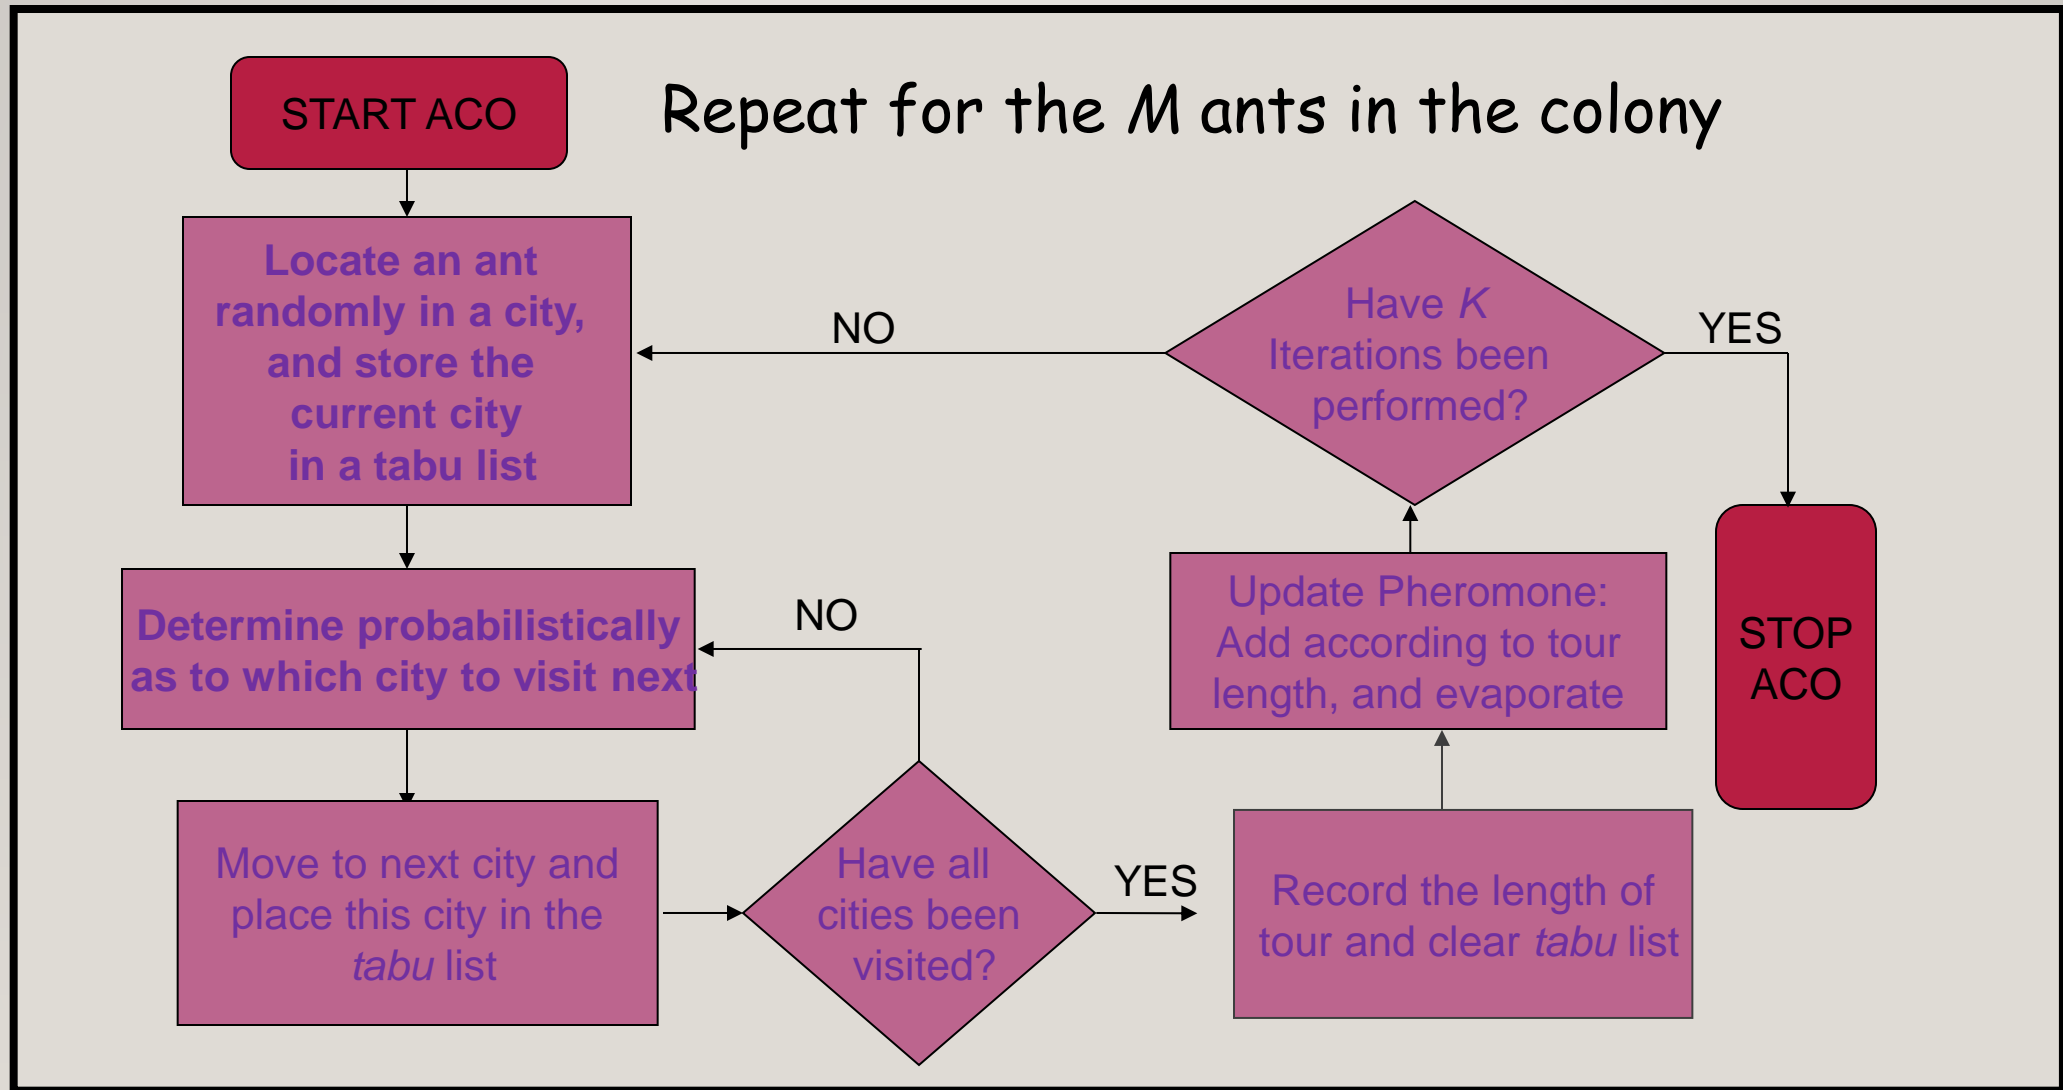 START ACO
Repeat for the M ants in the colony
Locate an ant
randomly in a city,
and store the
current city
in a tabu list
Determine probabilistically
as to which city to visit next
Move to next city and
place this city in the
tabu list
NO
Have all
cities been
visited?
YES
Record the length of
tour and clear tabu list
Update Pheromone:
Add according to tour
length, and evaporate
Have K
Iterations been
performed?
NO
YES
STOP
ACO